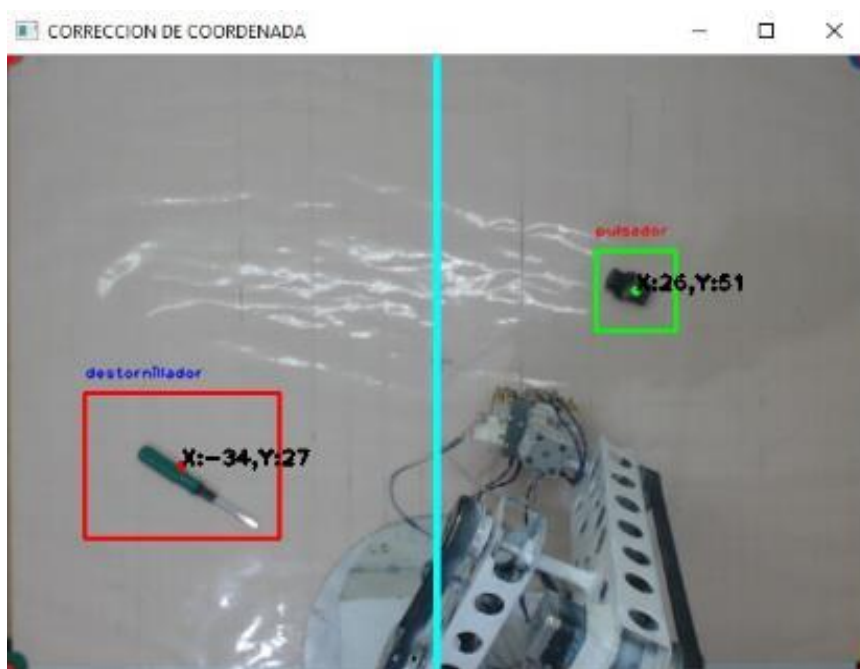 CORRECCION DE COORDENADA
pulsador
X:26,Y:51
destornillador
X:-34,Y:27